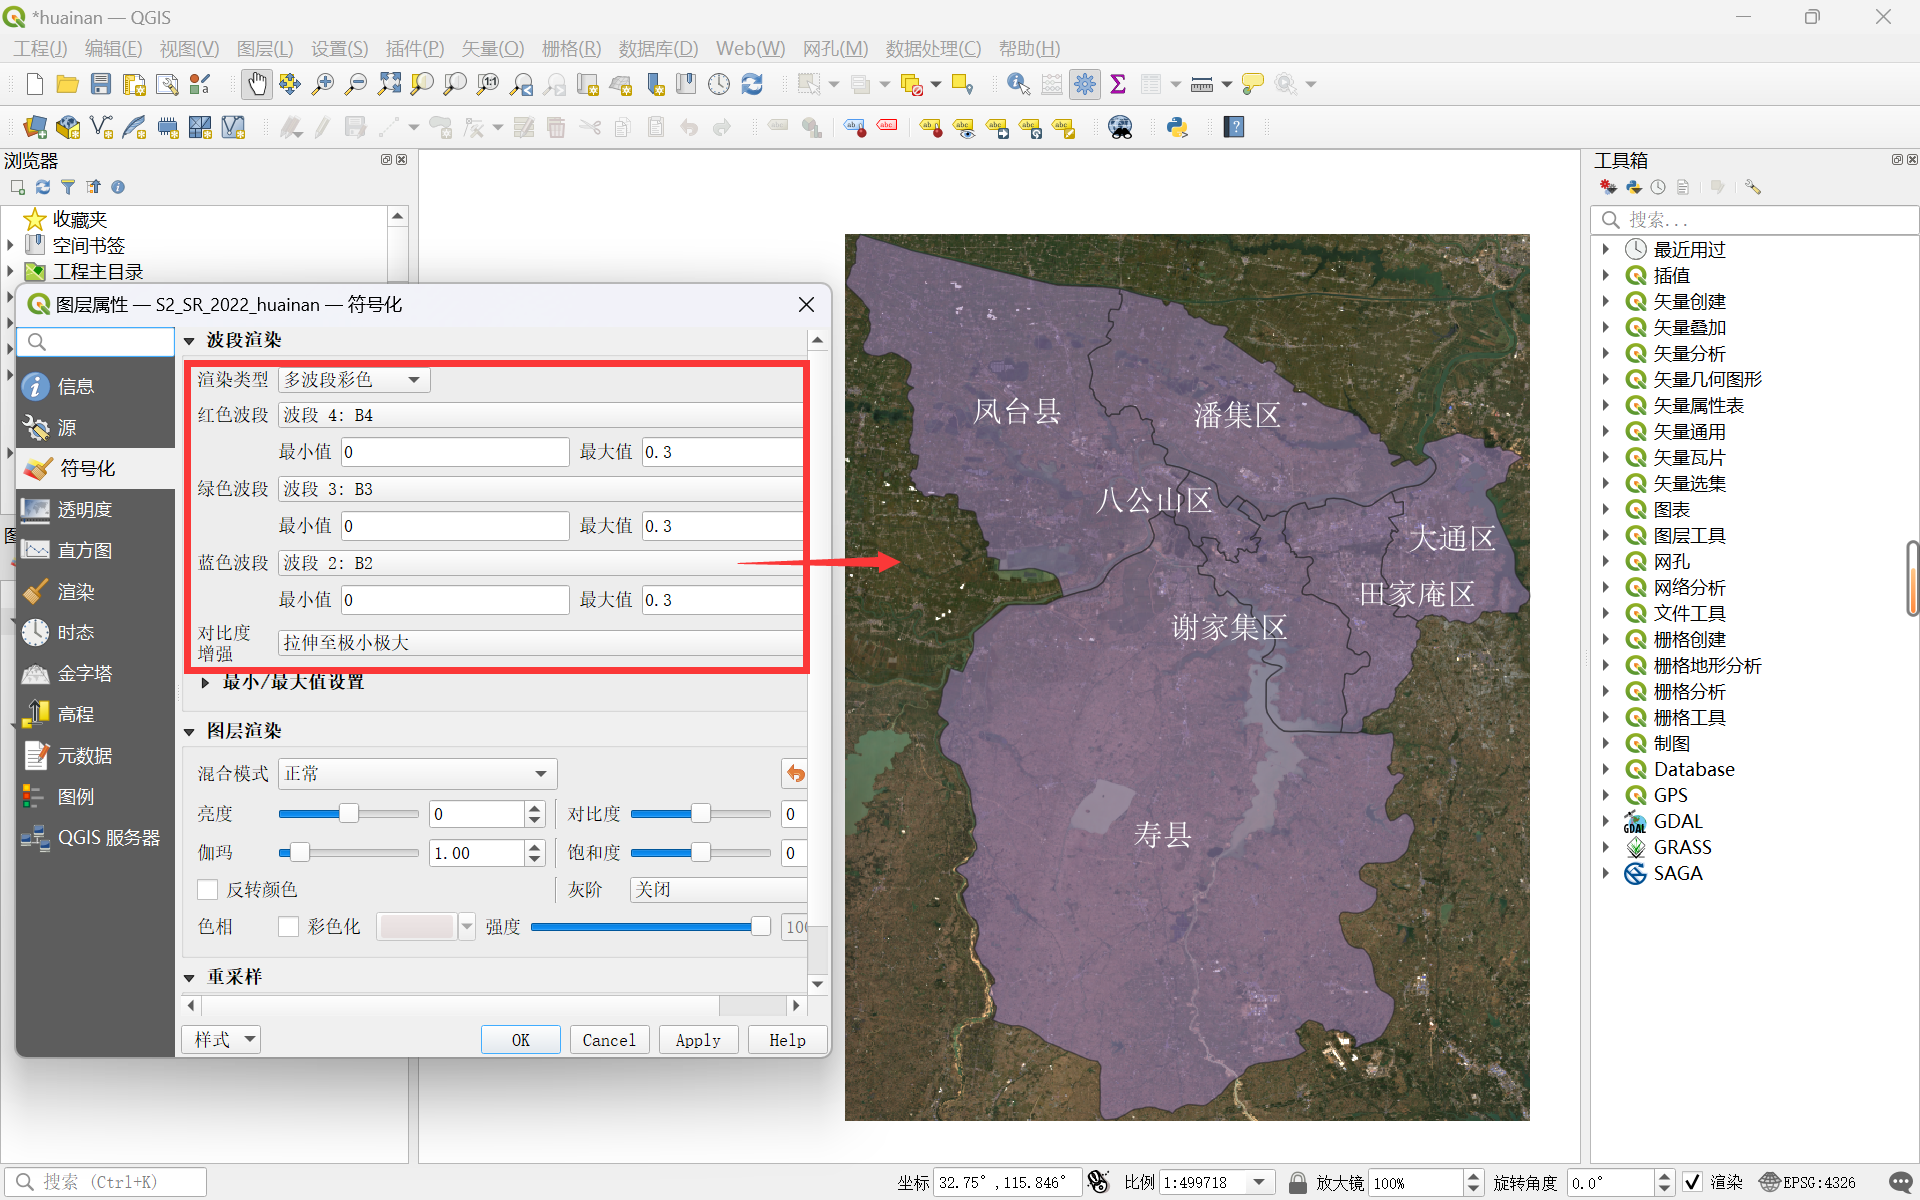 *huainan — QGIS
工程(J) 编辑(E) 视图(V) 图层(L) 设置(S) 插件(P) 矢量(O) 栅格(R) 数据库(D) Web(W) 网孔(M) 数据处理(C) 帮助(H)
浏览器
收藏夹
空间书签
工程主目录
图层属性 — S2_SR_2022_huainan — 符号化
信息
源
符号化
透明度
直方图
渲染
时态
金字塔
高程
元数据
图例
QGIS 服务器
波段渲染
渲染类型 多波段彩色
红色波段 波段 4: B4
最小值 0 最大值 0.3
绿色波段 波段 3: B3
最小值 0 最大值 0.3
蓝色波段 波段 2: B2
最小值 0 最大值 0.3
对比度
增强 拉伸至极小极大
最小/最大值设置
图层渲染
混合模式 正常
亮度 0 对比度 0
伽玛 1.00 饱和度 0
反转颜色 灰阶 关闭
色相 彩色化 强度 100
重采样
样式 OK Cancel Apply Help
凤台县
潘集区
八公山区
大通区
田家庵区
谢家集区
寿县
工具箱
搜索...
最近用过
插值
矢量创建
矢量叠加
矢量分析
矢量几何图形
矢量属性表
矢量通用
矢量瓦片
矢量选集
图表
图层工具
网孔
网络分析
文件工具
栅格创建
栅格地形分析
栅格分析
栅格工具
制图
Database
GPS
GDAL
GRASS
SAGA
搜索 (Ctrl+K) 坐标 32.75°,115.846° 比例 1:499718 放大镜 100% 旋转角度 0.0° 渲染 EPSG:4326